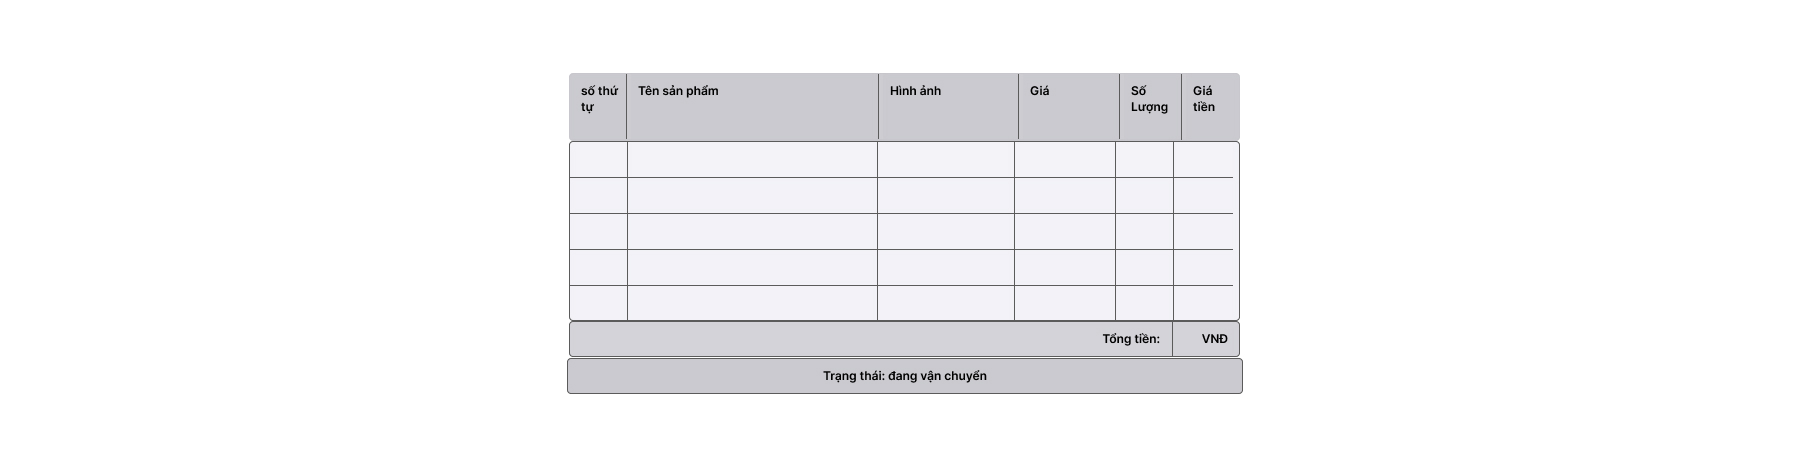 số thứ
tự
Tên sản phẩm
Hình ảnh
Giá
Số
Lượng
Giá
tiền
Tổng tiền:
VNĐ
Trạng thái: đang vận chuyển